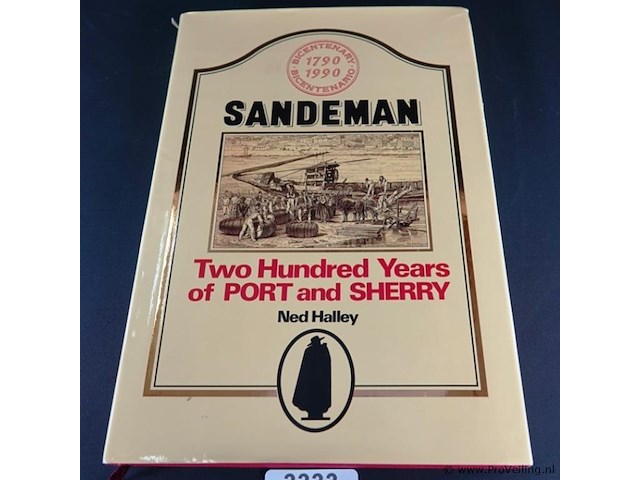 BICENTENARY
1790
1990
BICENTENARIO
SANDEMAN
Two Hundred Years
of PORT and SHERRY
Ned Halley
© www.ProVeiling.nl